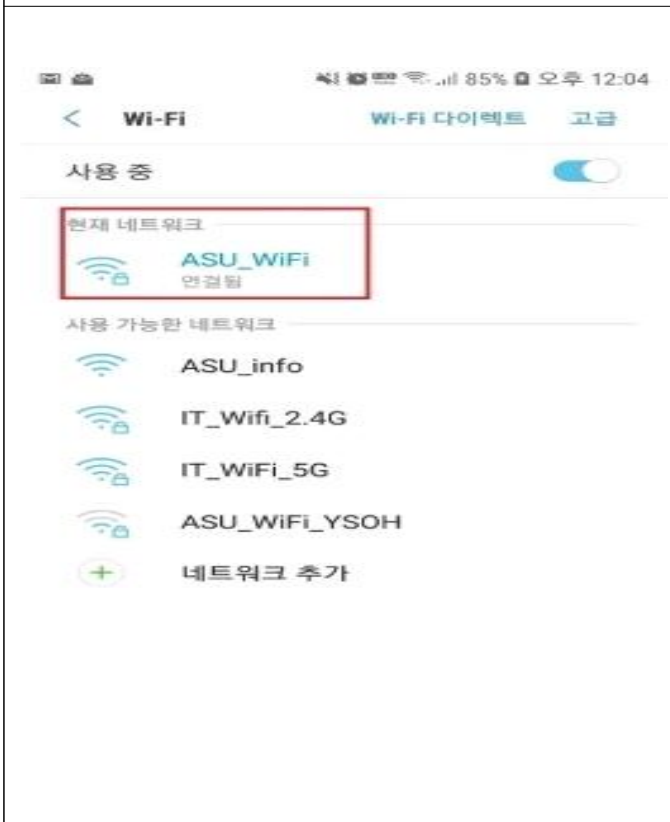 85% 오후 12:04
< Wi-Fi Wi-Fi 다이렉트 고급
사용 중
현재 네트워크
ASU_WiFi
연결됨
사용 가능한 네트워크
ASU_info
IT_Wifi_2.4G
IT_WiFi_5G
ASU_WiFi_YSOH
네트워크 추가